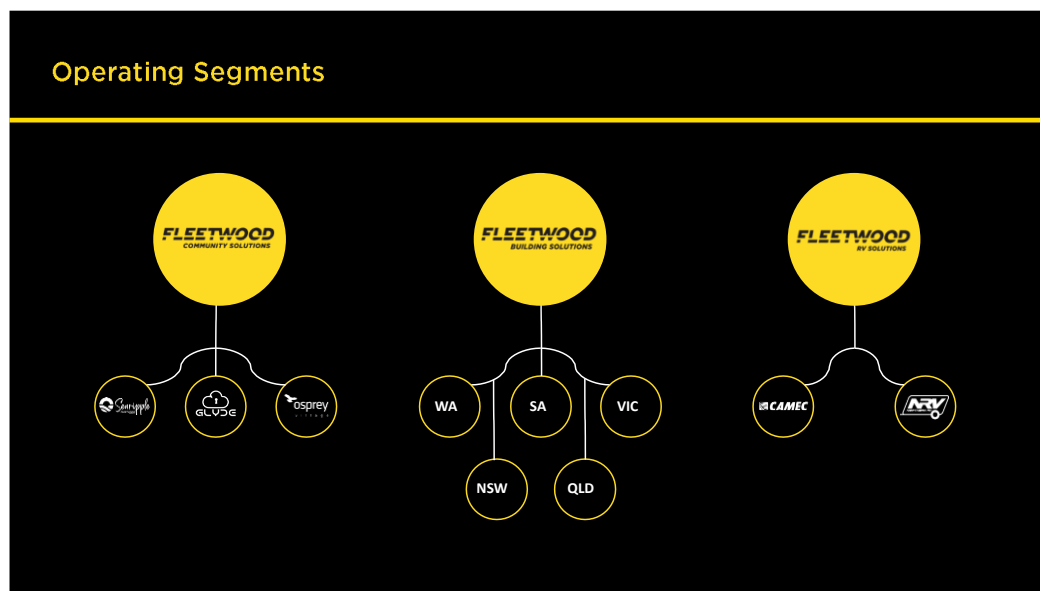 Operating Segments
FLEETWOOD
COMMUNITY SOLUTIONS
FLEETWOOD
BUILDING SOLUTIONS
FLEETWOOD
RV SOLUTIONS
Searipple
GLYDE
osprey
village
WA
SA
VIC
CAMEC
NRV
NSW
QLD